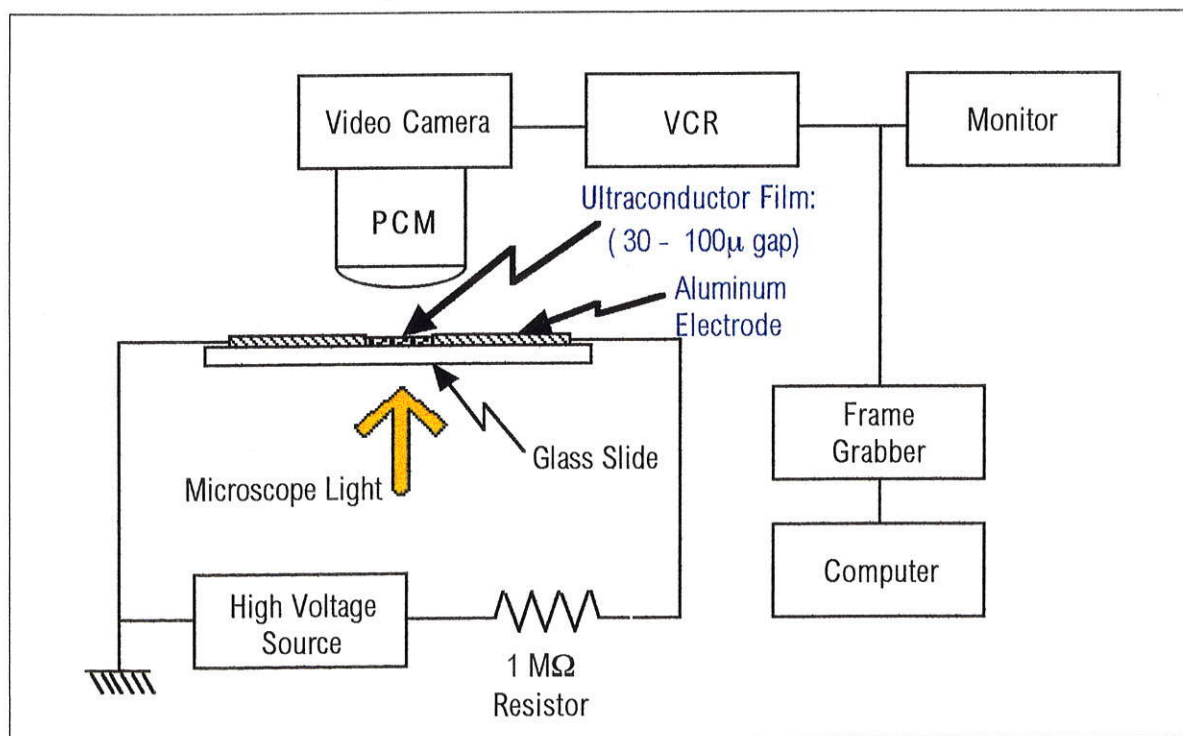 Video Camera
VCR
Monitor
PCM
Ultraconductor Film:
( 30 - 100µ gap)
Aluminum
Electrode
Glass Slide
Microscope Light
Frame
Grabber
Computer
High Voltage
Source
1 MΩ
Resistor